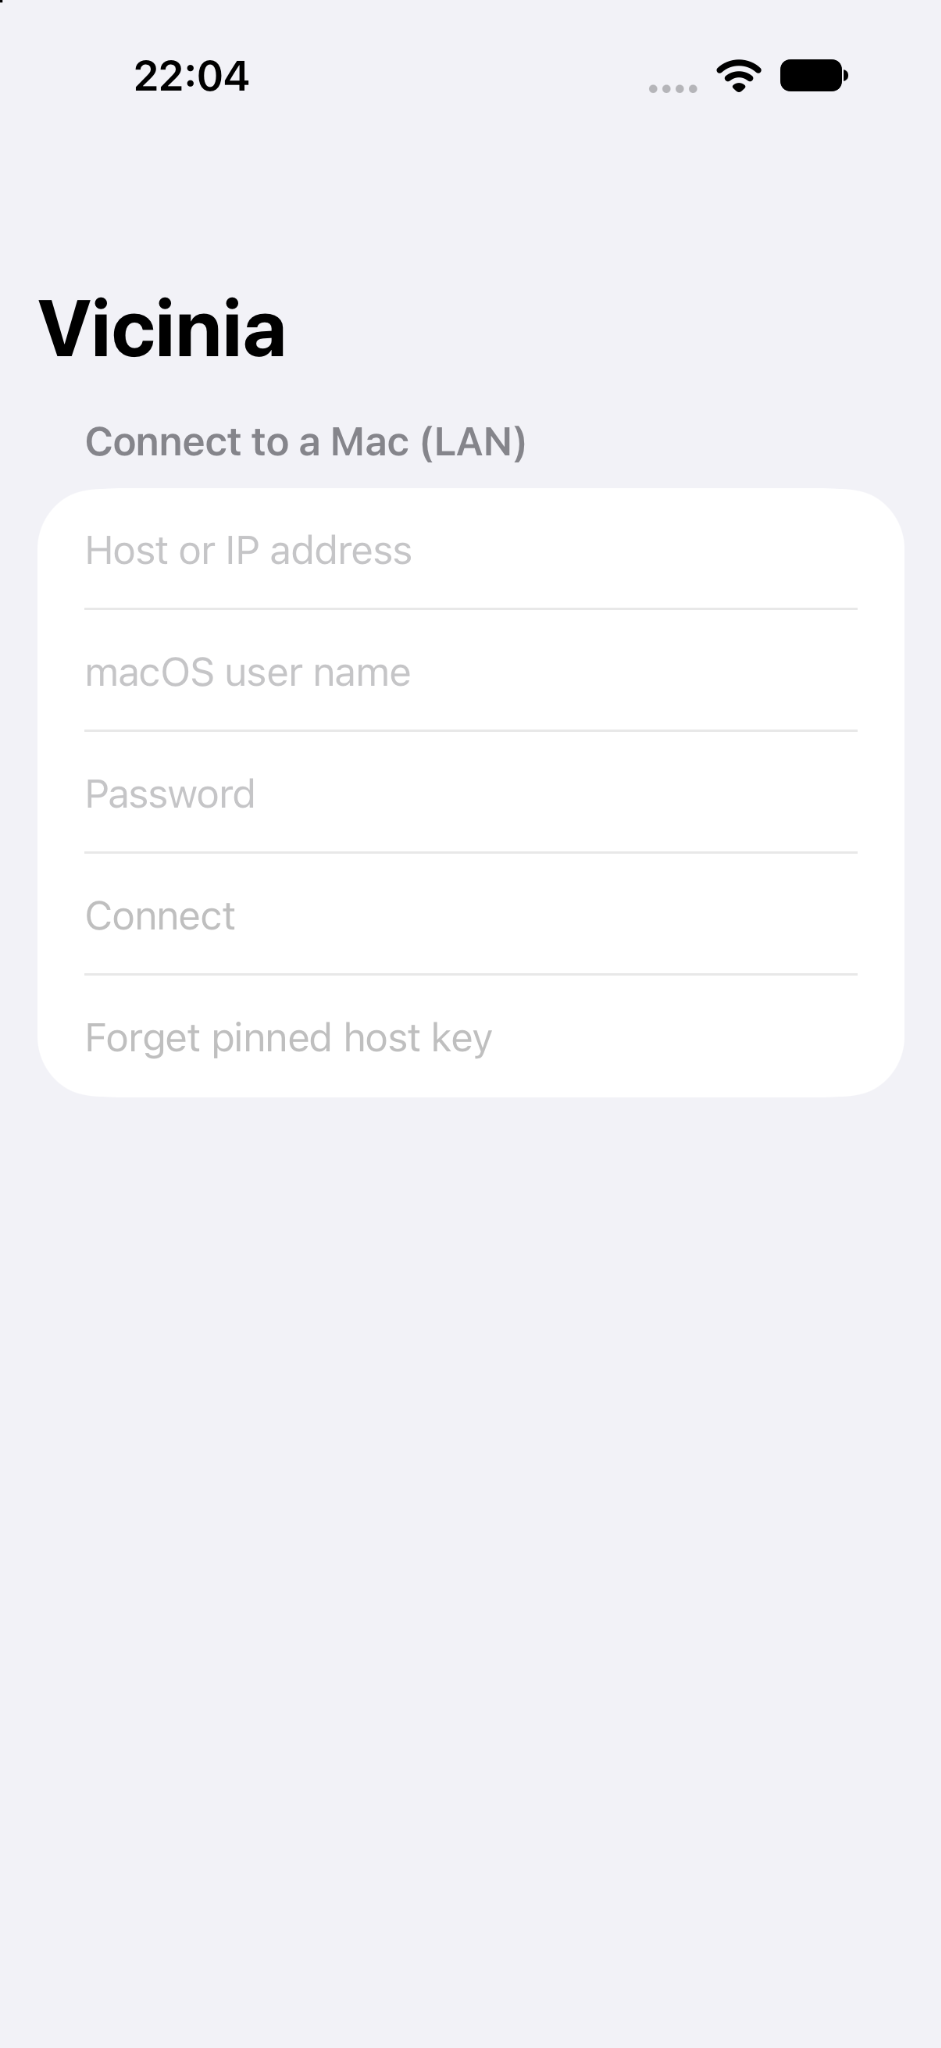 22:04
Vicinia
Connect to a Mac (LAN)
Host or IP address
macOS user name
Password
Connect
Forget pinned host key